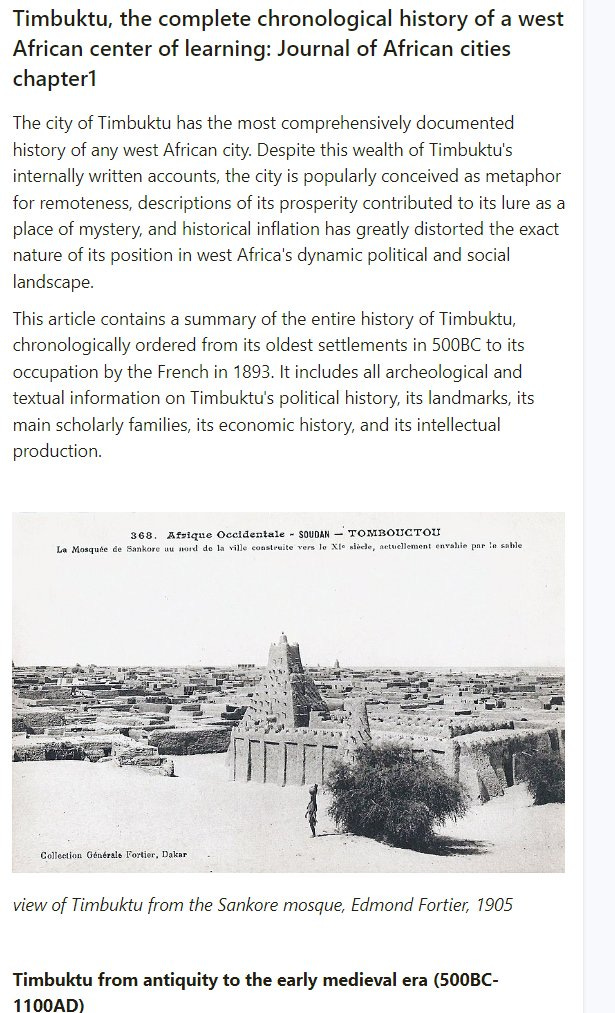 Timbuktu, the complete chronological history of a west
African center of learning: Journal of African cities
chapter1
The city of Timbuktu has the most comprehensively documented
history of any west African city. Despite this wealth of Timbuktu's
internally written accounts, the city is popularly conceived as metaphor
for remoteness, descriptions of its prosperity contributed to its lure as a
place of mystery, and historical inflation has greatly distorted the exact
nature of its position in west Africa's dynamic political and social
landscape.
This article contains a summary of the entire history of Timbuktu,
chronologically ordered from its oldest settlements in 500BC to its
occupation by the French in 1893. It includes all archeological and
textual information on Timbuktu's political history, its landmarks, its
main scholarly families, its economic history, and its intellectual
production.
368. Afrique Occidentale - SOUDAN — TOMBOUCTOU
La Mosquée de Sankore au nord de la ville construite vers le XIe siècle, actuellement envahie par le sable
Collection Générale Fortier, Dakar
view of Timbuktu from the Sankore mosque, Edmond Fortier, 1905
Timbuktu from antiquity to the early medieval era (500BC-
1100AD)